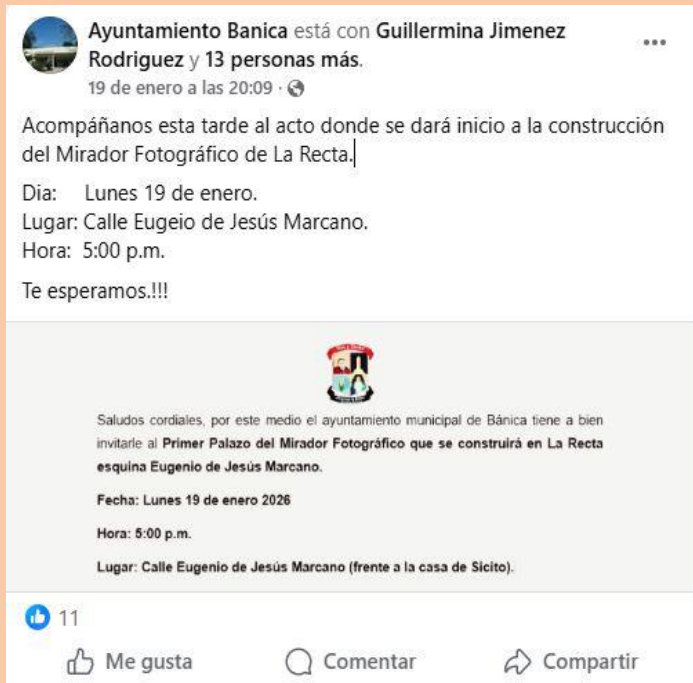 Ayuntamiento Banica está con Guillermina Jimenez
Rodriguez y 13 personas más.
19 de enero a las 20:09 ·
Acompáñanos esta tarde al acto donde se dará inicio a la construcción
del Mirador Fotográfico de La Recta.
Dia: Lunes 19 de enero.
Lugar: Calle Eugeio de Jesús Marcano.
Hora: 5:00 p.m.
Te esperamos.!!!
Saludos cordiales, por este medio el ayuntamiento municipal de Bánica tiene a bien
invitarle al Primer Palazo del Mirador Fotográfico que se construirá en La Recta
esquina Eugenio de Jesús Marcano.
Fecha: Lunes 19 de enero 2026
Hora: 5:00 p.m.
Lugar: Calle Eugenio de Jesús Marcano (frente a la casa de Sicito).
11
Me gusta Comentar Compartir